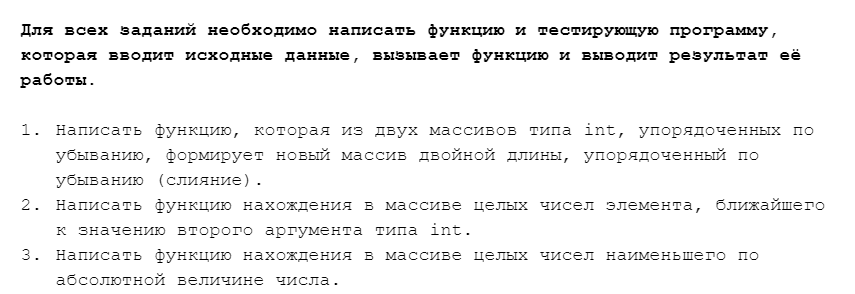 Для всех заданий необходимо написать функцию и тестирующую программу,
которая вводит исходные данные, вызывает функцию и выводит результат её
работы.
1. Написать функцию, которая из двух массивов типа int, упорядоченных по
убыванию, формирует новый массив двойной длины, упорядоченный по
убыванию (слияние).
2. Написать функцию нахождения в массиве целых чисел элемента, ближайшего
к значению второго аргумента типа int.
3. Написать функцию нахождения в массиве целых чисел наименьшего по
абсолютной величине числа.